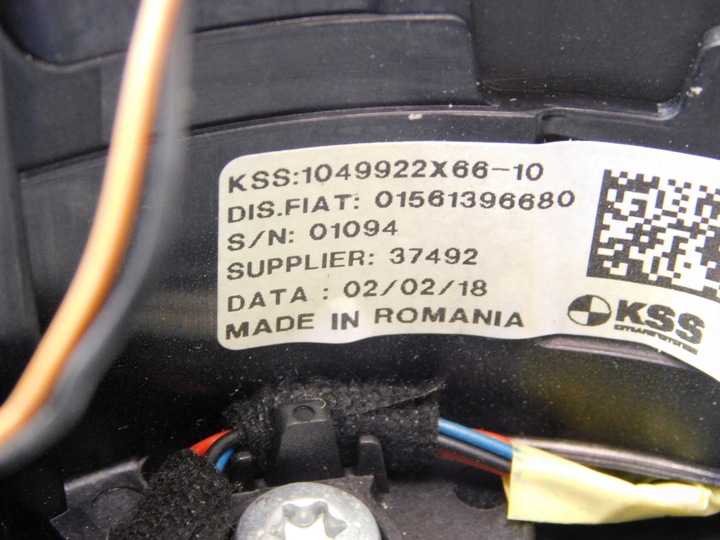 KSS:1049922X66-10
DIS.FIAT: 01561396680
S/N: 01094
SUPPLIER: 37492
DATA : 02/02/18
MADE IN ROMANIA
KSS